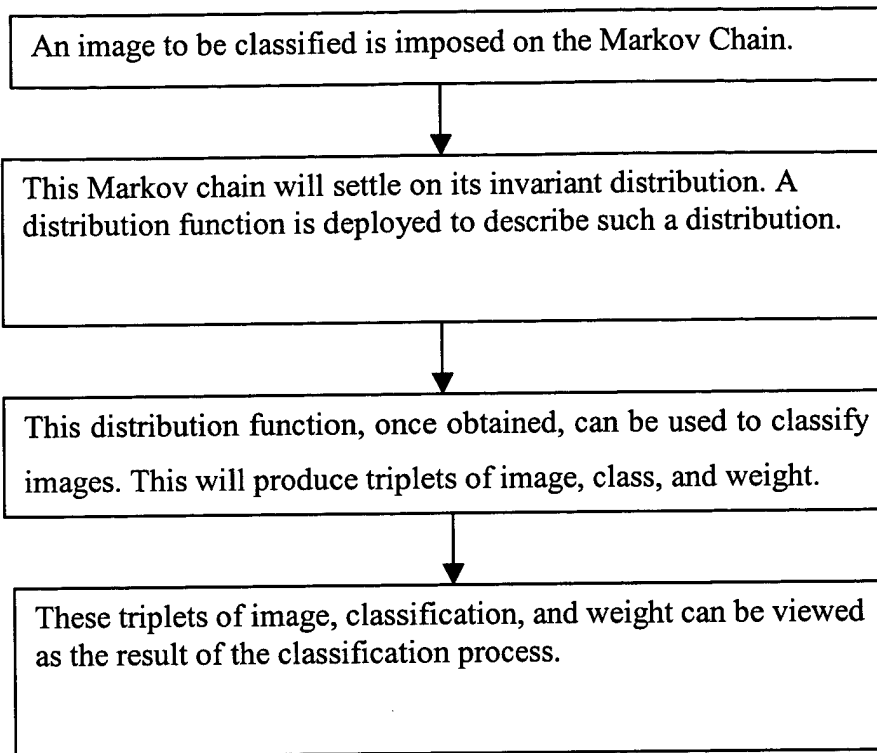 An image to be classified is imposed on the Markov Chain.
This Markov chain will settle on its invariant distribution. A
distribution function is deployed to describe such a distribution.
This distribution function, once obtained, can be used to classify
images. This will produce triplets of image, class, and weight.
These triplets of image, classification, and weight can be viewed
as the result of the classification process.